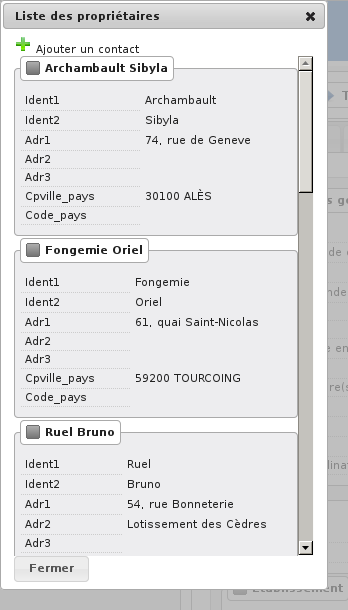 Liste des propriétaires
Ajouter un contact
Archambault Sibyla
Ident1 Archambault
Ident2 Sibyla
Adr1 74, rue de Geneve
Adr2
Adr3
Cpville_pays 30100 ALÈS
Code_pays
Fongemie Oriel
Ident1 Fongemie
Ident2 Oriel
Adr1 61, quai Saint-Nicolas
Adr2
Adr3
Cpville_pays 59200 TOURCOING
Code_pays
Ruel Bruno
Ident1 Ruel
Ident2 Bruno
Adr1 54, rue Bonneterie
Adr2 Lotissement des Cèdres
Adr3
Fermer
Etablissement